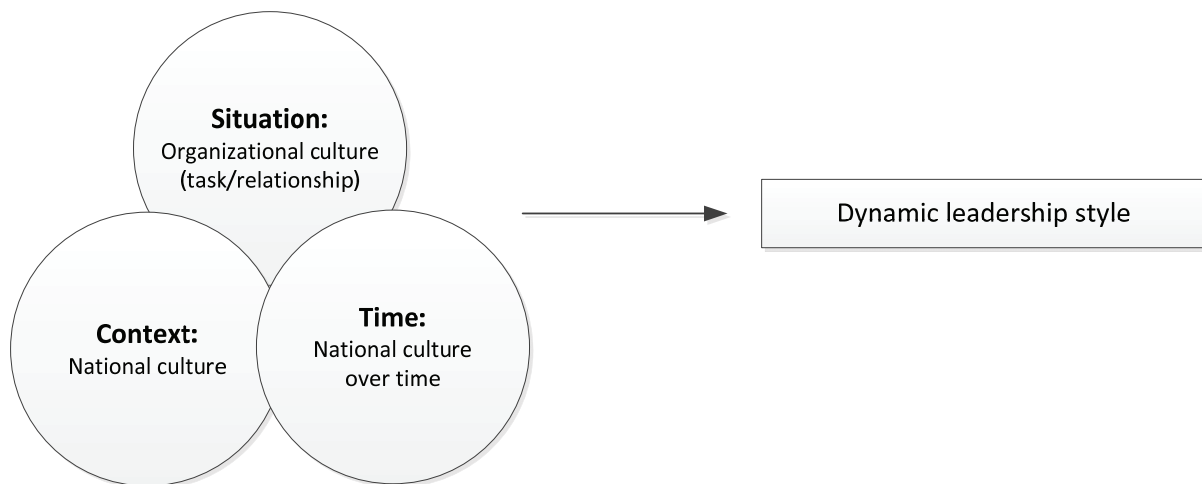 Situation:
Organizational culture
(task/relationship)
Context:
National culture
Time:
National culture
over time
Dynamic leadership style